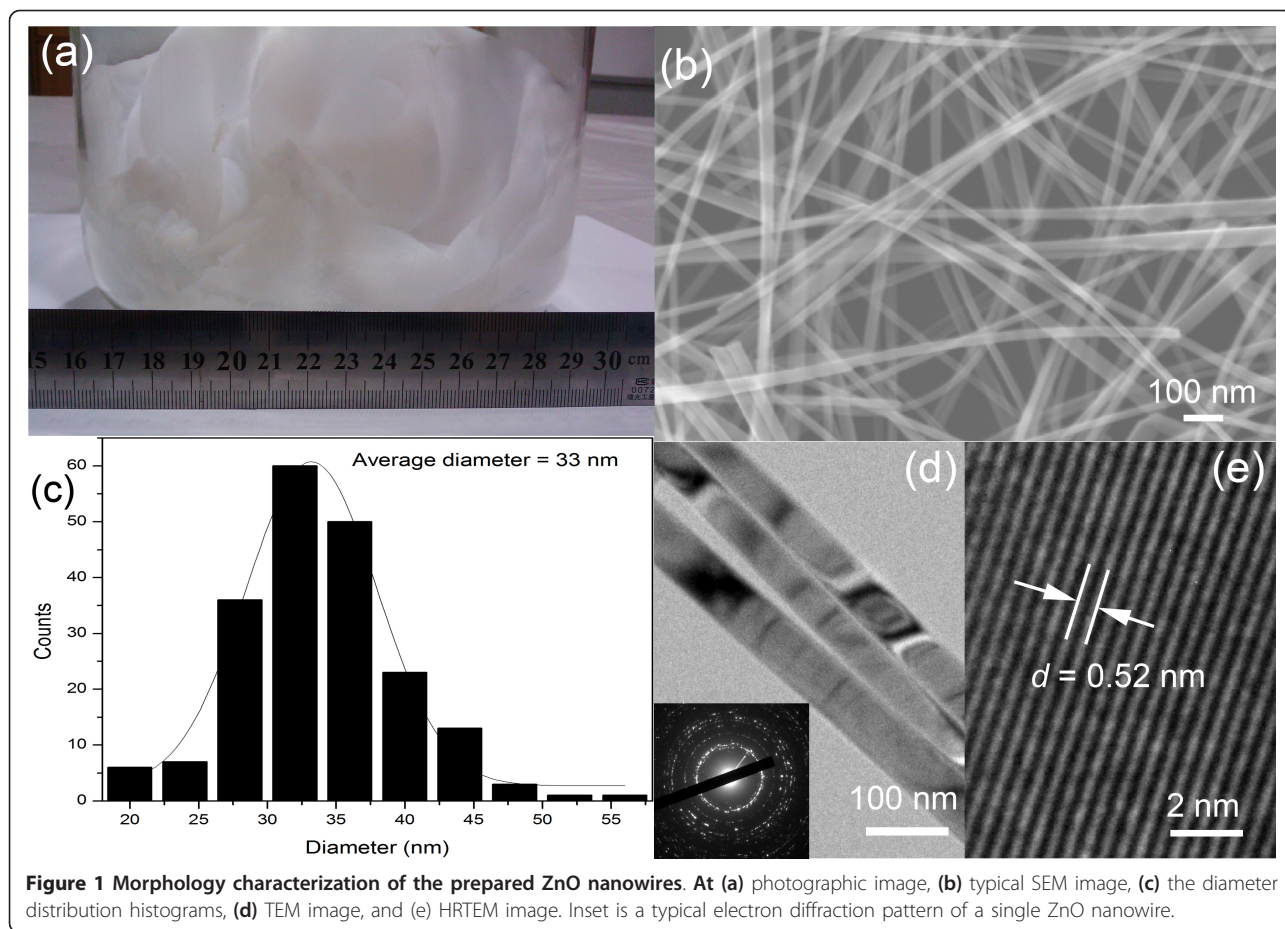 (a)
15 16 17 18 19 20 21 22 23 24 25 26 27 28 29 30 cm
HC
0072
(b)
100 nm
(c)
Average diameter = 33 nm
Counts
60
50
40
30
20
10
0
20 25 30 35 40 45 50 55
Diameter (nm)
(d)
100 nm
(e)
d = 0.52 nm
2 nm
Figure 1 Morphology characterization of the prepared ZnO nanowires. At (a) photographic image, (b) typical SEM image, (c) the diameter
distribution histograms, (d) TEM image, and (e) HRTEM image. Inset is a typical electron diffraction pattern of a single ZnO nanowire.